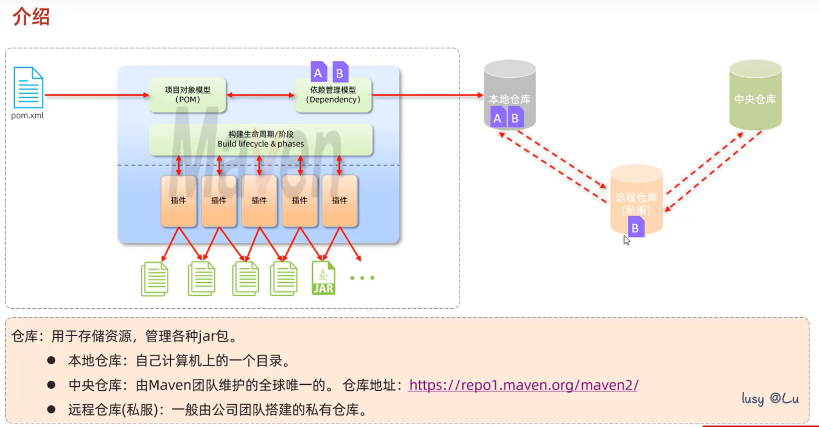 介绍
pom.xml
项目对象模型
(POM)
A B
依赖管理模型
(Dependency)
构建生命周期/阶段
Build lifecycle & phases
Maven
插件 插件 插件 插件 插件
JAR
本地仓库
A B
中央仓库
远程仓库
(私服)
B
仓库：用于存储资源，管理各种jar包。
● 本地仓库：自己计算机上的一个目录。
● 中央仓库：由Maven团队维护的全球唯一的。 仓库地址：https://repo1.maven.org/maven2/
● 远程仓库(私服)：一般由公司团队搭建的私有仓库。
lusy @Lu